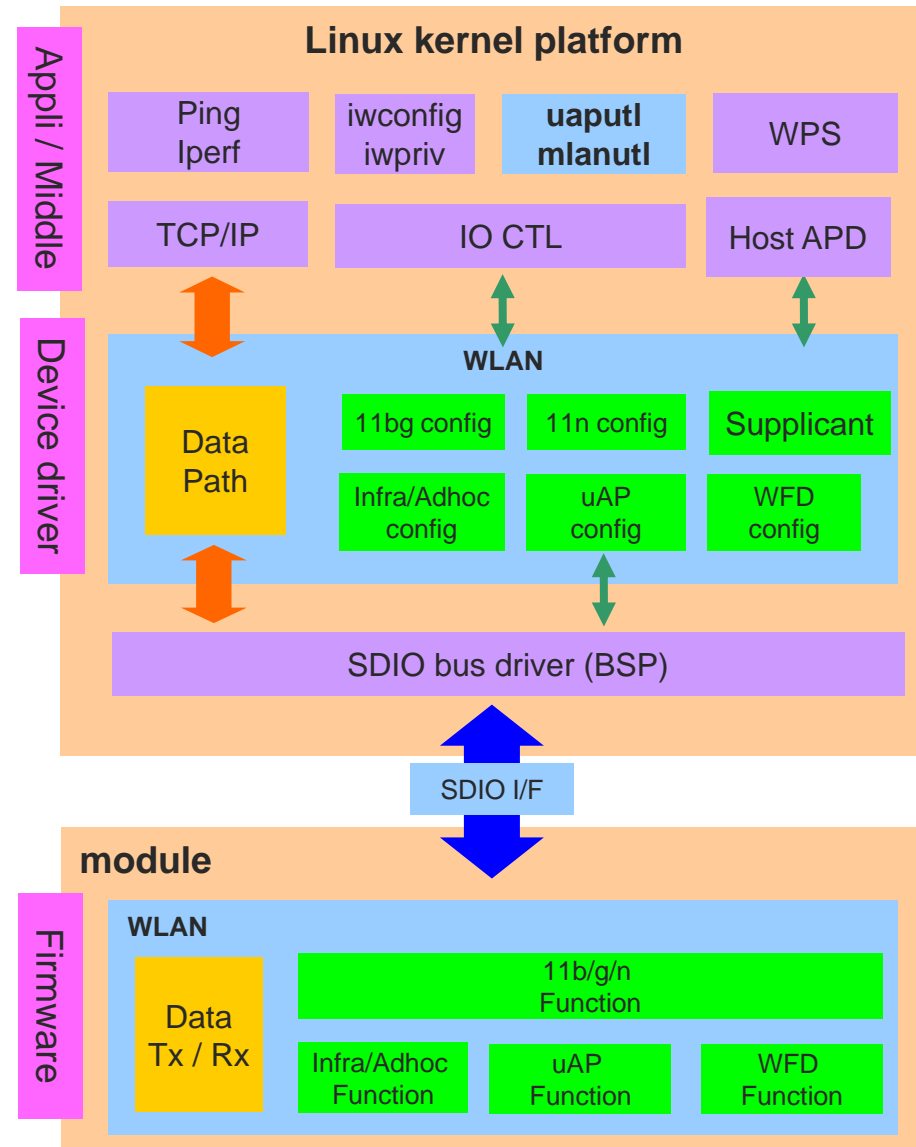 Linux kernel platform
Appli / Middle
Ping
Iperf
iwconfig
iwpriv
uaputl
mlanutl
WPS
TCP/IP
IO CTL
Host APD
Device driver
WLAN
Data
Path
11bg config
11n config
Supplicant
Infra/Adhoc
config
uAP
config
WFD
config
SDIO bus driver (BSP)
SDIO I/F
module
Firmware
WLAN
Data
Tx / Rx
11b/g/n
Function
Infra/Adhoc
Function
uAP
Function
WFD
Function